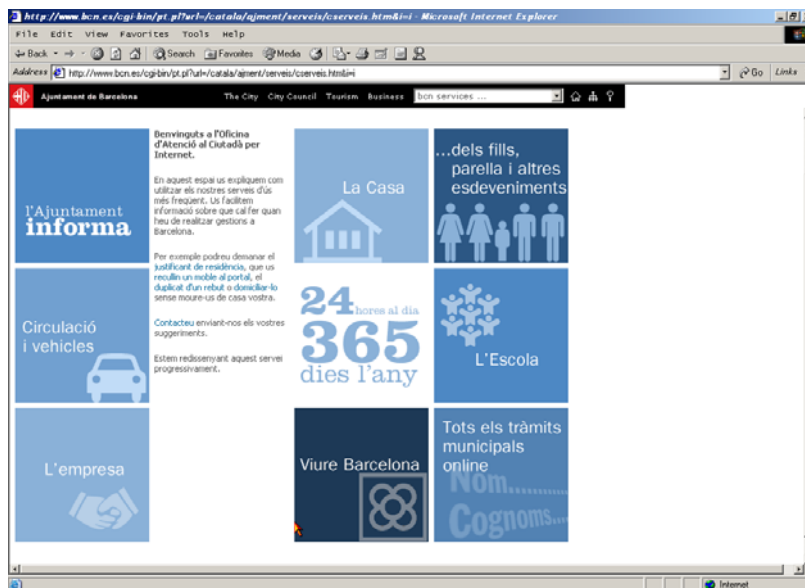 http://www.bcn.es/cgi-bin/pt.pl?url=/catala/ajment/serveis/cserveis.htm&i=i - Microsoft Internet Explorer
File Edit View Favorites Tools Help
Back Search Favorites Media
Address http://www.bcn.es/cgi-bin/pt.pl?url=/catala/ajment/serveis/cserveis.htm&i=i Go Links
Ajuntament de Barcelona The City City Council Tourism Business bcn services ...
l'Ajuntament
informa
Benvinguts a l'Oficina
d'Atenció al Ciutadà per
Internet.
En aquest espai us expliquem com
utilitzar els nostres serveis d'ús
més freqüent. Us facilitem
informació sobre que cal fer quan
heu de realitzar gestions a
Barcelona.
Per exemple podreu demanar el
justificant de residència, que us
recullin un moble al portal, el
duplicat d'un rebut o domiciliar-lo
sense moure-us de casa vostra.
Contacteu enviant-nos els vostres
suggeriments.
Estem redissenyant aquest servei
progressivament.
La Casa
...dels fills,
parella i altres
esdeveniments
Circulació
i vehicles
24
hores al dia
365
dies l'any
L'Escola
L'empresa
Viure Barcelona
Tots els tràmits
municipals
online
Nom.........
Cognoms....
Internet